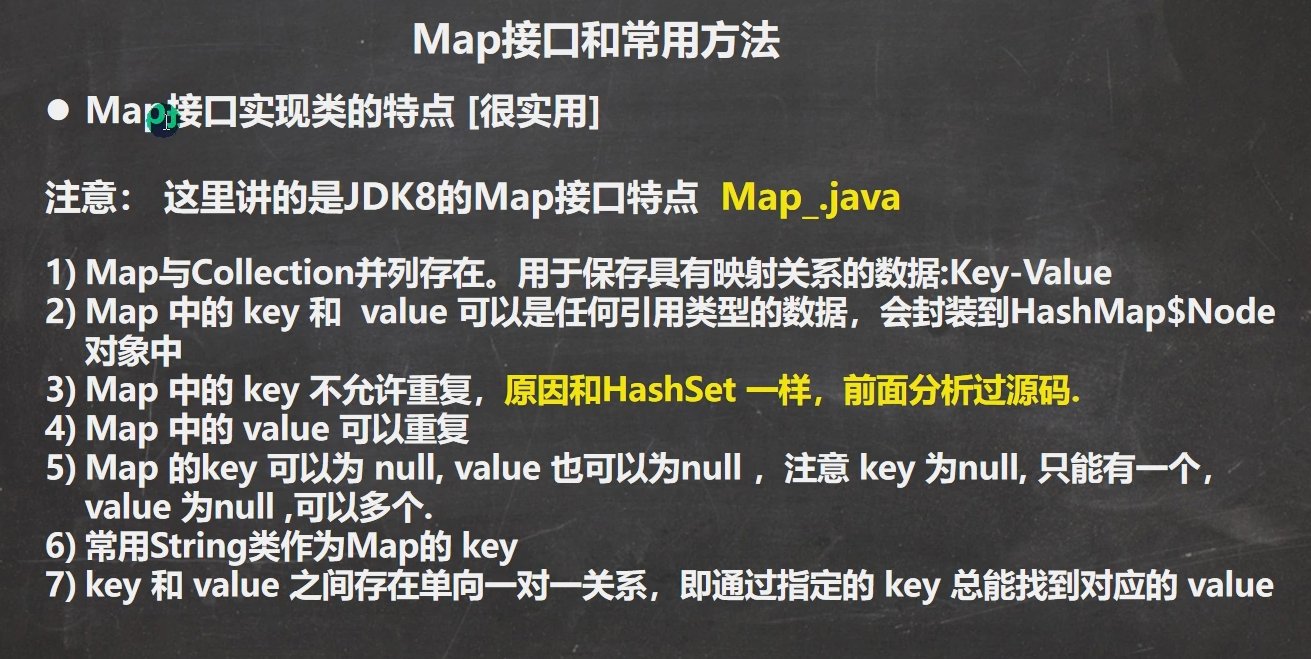 Map接口和常用方法
● Map接口实现类的特点 [很实用]
注意： 这里讲的是JDK8的Map接口特点 Map_.java
1) Map与Collection并列存在。用于保存具有映射关系的数据:Key-Value
2) Map 中的 key 和 value 可以是任何引用类型的数据，会封装到HashMap$Node
对象中
3) Map 中的 key 不允许重复，原因和HashSet 一样，前面分析过源码.
4) Map 中的 value 可以重复
5) Map 的key 可以为 null, value 也可以为null ，注意 key 为null, 只能有一个，
value 为null ,可以多个.
6) 常用String类作为Map的 key
7) key 和 value 之间存在单向一对一关系，即通过指定的 key 总能找到对应的 value